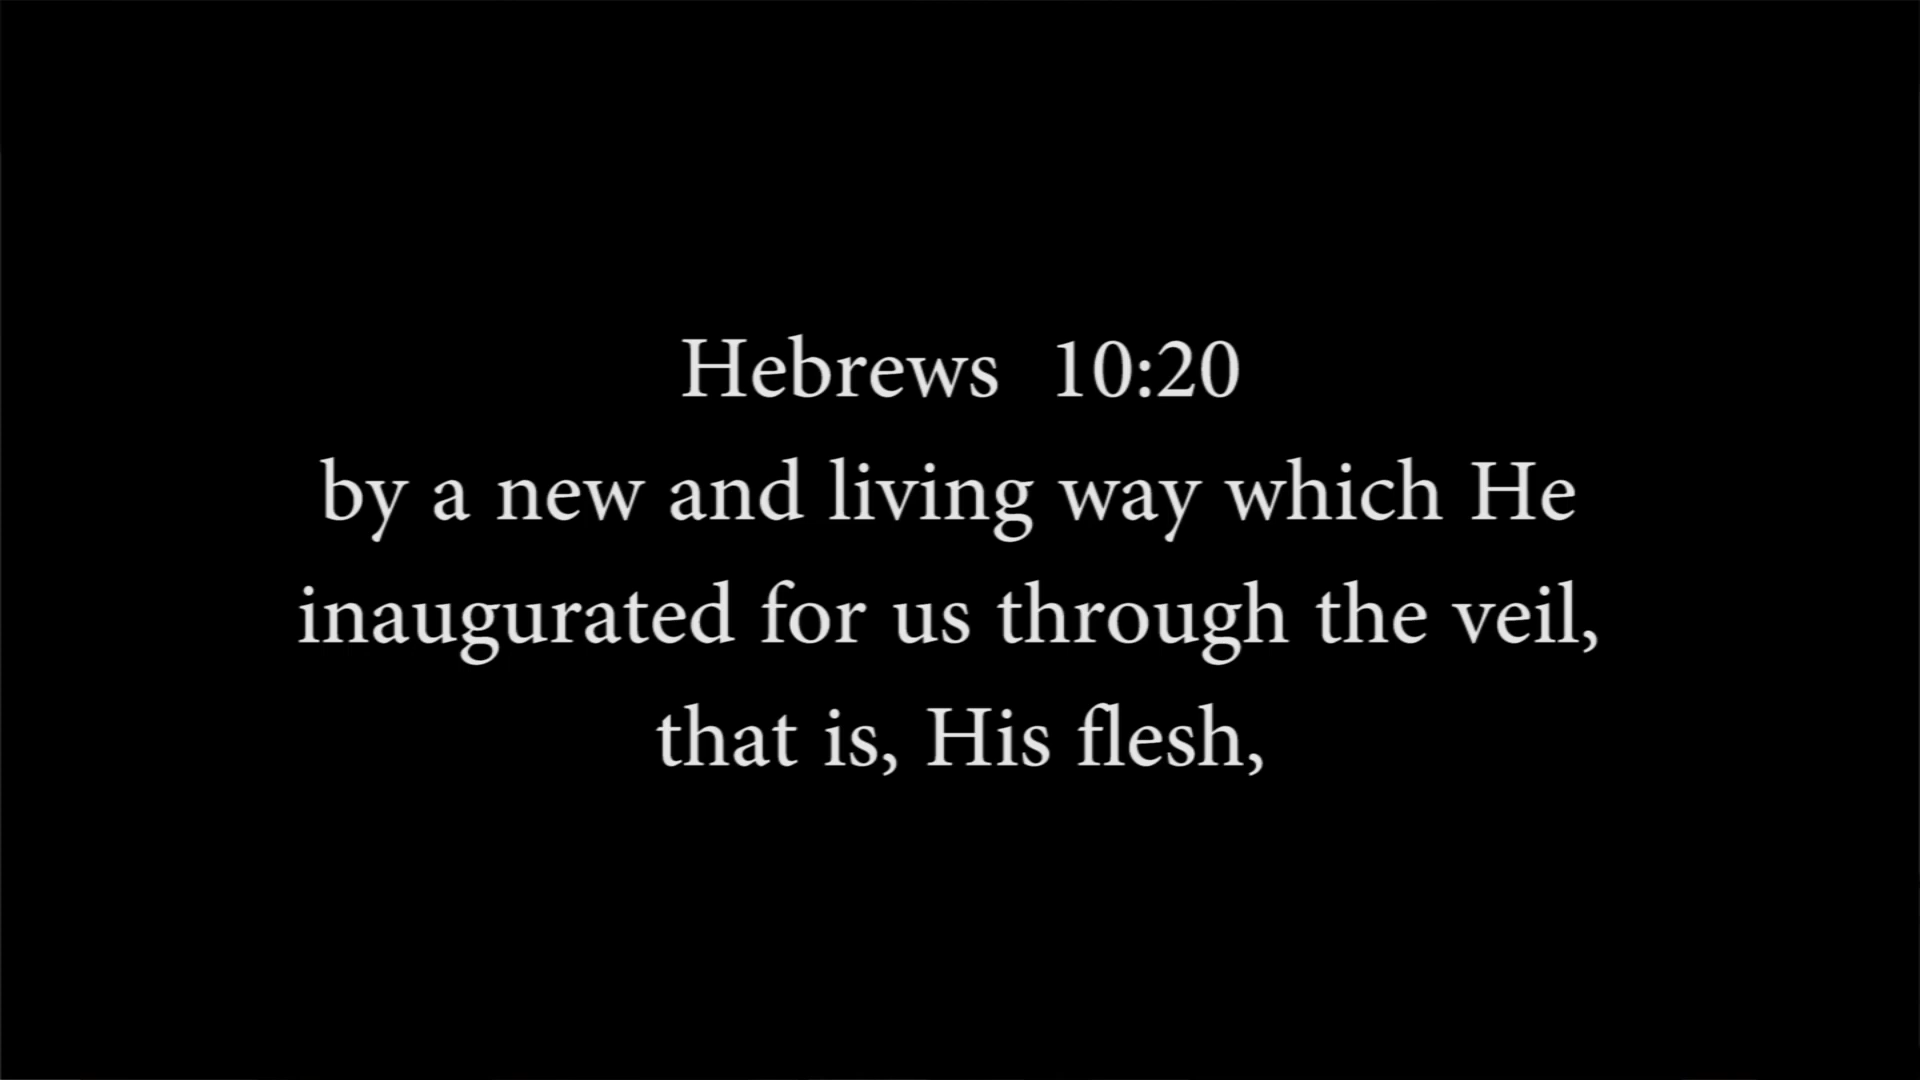 Hebrews 10:20
by a new and living way which He
inaugurated for us through the veil,
that is, His flesh,